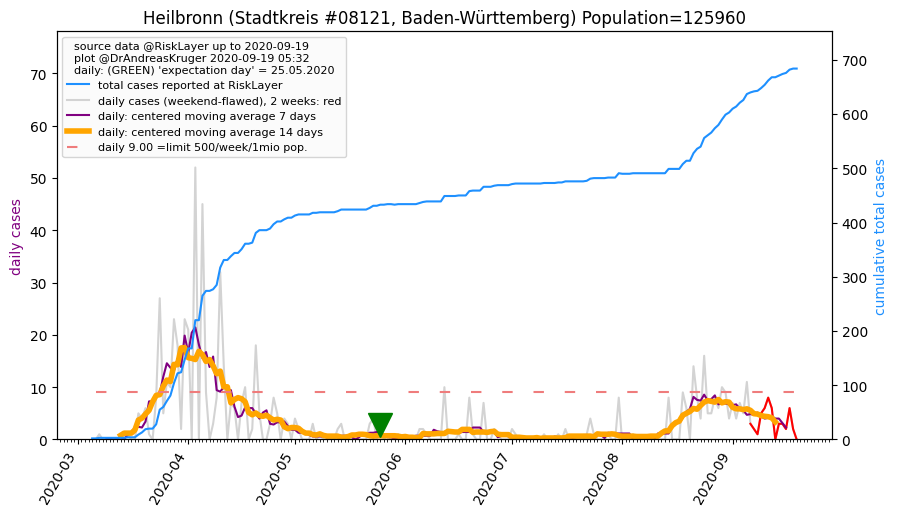 Heilbronn (Stadtkreis #08121, Baden-Württemberg) Population=125960
source data @RiskLayer up to 2020-09-19
plot @DrAndreasKruger 2020-09-19 05:32
daily: (GREEN) 'expectation day' = 25.05.2020
total cases reported at RiskLayer
daily cases (weekend-flawed), 2 weeks: red
daily: centered moving average 7 days
daily: centered moving average 14 days
daily 9.00 =limit 500/week/1mio pop.
daily cases
70
60
50
40
30
20
10
0
cumulative total cases
700
600
500
400
300
200
100
0
2020-03
2020-04
2020-05
2020-06
2020-07
2020-08
2020-09